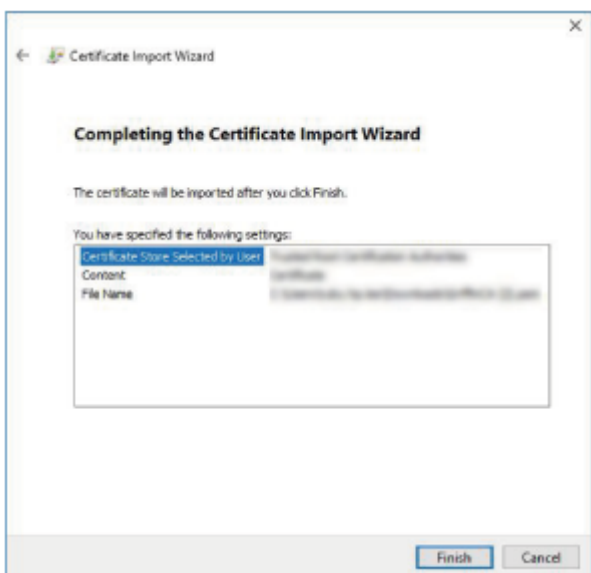 Certificate Import Wizard
Completing the Certificate Import Wizard
The certificate will be imported after you click Finish.
You have specified the following settings:
Certificate Store Selected by User
Content
File Name
Finish Cancel